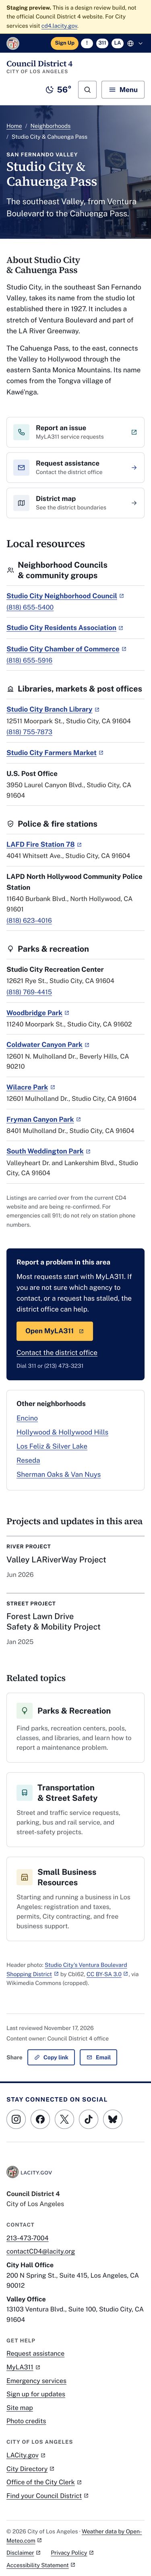 Staging preview. This is a design review build, not
the official Council District 4 website. For City
services visit cd4.lacity.gov.
Sign Up
!
311
LA
Council District 4
CITY OF LOS ANGELES
56°
Menu
Home / Neighborhoods
/ Studio City & Cahuenga Pass
SAN FERNANDO VALLEY
Studio City &
Cahuenga Pass
The southeast Valley, from Ventura
Boulevard to the Cahuenga Pass.
About Studio City
& Cahuenga Pass
Studio City, in the southeast San Fernando
Valley, takes its name from the studio lot
established there in 1927. It includes a
stretch of Ventura Boulevard and part of
the LA River Greenway.
The Cahuenga Pass, to the east, connects
the Valley to Hollywood through the
eastern Santa Monica Mountains. Its name
comes from the Tongva village of
Kawé'nga.
Report an issue
MyLA311 service requests
Request assistance
Contact the district office
District map
See the district boundaries
Local resources
Neighborhood Councils
& community groups
Studio City Neighborhood Council
(818) 655-5400
Studio City Residents Association
Studio City Chamber of Commerce
(818) 655-5916
Libraries, markets & post offices
Studio City Branch Library
12511 Moorpark St., Studio City, CA 91604
(818) 755-7873
Studio City Farmers Market
U.S. Post Office
3950 Laurel Canyon Blvd., Studio City, CA
91604
Police & fire stations
LAFD Fire Station 78
4041 Whitsett Ave., Studio City, CA 91604
LAPD North Hollywood Community Police
Station
11640 Burbank Blvd., North Hollywood, CA
91601
(818) 623-4016
Parks & recreation
Studio City Recreation Center
12621 Rye St., Studio City, CA 91604
(818) 769-4415
Woodbridge Park
11240 Moorpark St., Studio City, CA 91602
Coldwater Canyon Park
12601 N. Mulholland Dr., Beverly Hills, CA
90210
Wilacre Park
12601 Mulholland Dr., Studio City, CA 91604
Fryman Canyon Park
8401 Mulholland Dr., Studio City, CA 91604
South Weddington Park
Valleyheart Dr. and Lankershim Blvd., Studio
City, CA 91604
Listings are carried over from the current CD4
website and are being re-confirmed. For
emergencies call 911; do not rely on station phone
numbers.
Report a problem in this area
Most requests start with MyLA311. If
you are not sure which agency to
contact, or a request has stalled, the
district office can help.
Open MyLA311
Contact the district office
Dial 311 or (213) 473-3231
Other neighborhoods
Encino
Hollywood & Hollywood Hills
Los Feliz & Silver Lake
Reseda
Sherman Oaks & Van Nuys
Projects and updates in this area
RIVER PROJECT
Valley LARiverWay Project
Jun 2026
STREET PROJECT
Forest Lawn Drive
Safety & Mobility Project
Jan 2025
Related topics
Parks & Recreation
Find parks, recreation centers, pools,
classes, and libraries, and learn how to
report a maintenance problem.
Transportation
& Street Safety
Street and traffic service requests,
parking, bus and rail service, and
street-safety projects.
Small Business
Resources
Starting and running a business in Los
Angeles: registration and taxes,
permits, City contracting, and free
business support.
Header photo: Studio City's Ventura Boulevard
Shopping District by Cbl62, CC BY-SA 3.0, via
Wikimedia Commons (cropped).
Last reviewed November 17, 2026
Content owner: Council District 4 office
Share
Copy link
Email
STAY CONNECTED ON SOCIAL
LACITY.GOV
Council District 4
City of Los Angeles
CONTACT
213-473-7004
contactCD4@lacity.org
City Hall Office
200 N Spring St., Suite 415, Los Angeles, CA
90012
Valley Office
13103 Ventura Blvd., Suite 100, Studio City, CA
91604
GET HELP
Request assistance
MyLA311
Emergency services
Sign up for updates
Site map
Photo credits
CITY OF LOS ANGELES
LACity.gov
City Directory
Office of the City Clerk
Find your Council District
© 2026 City of Los Angeles · Weather data by Open-
Meteo.com
Disclaimer
Privacy Policy
Accessibility Statement